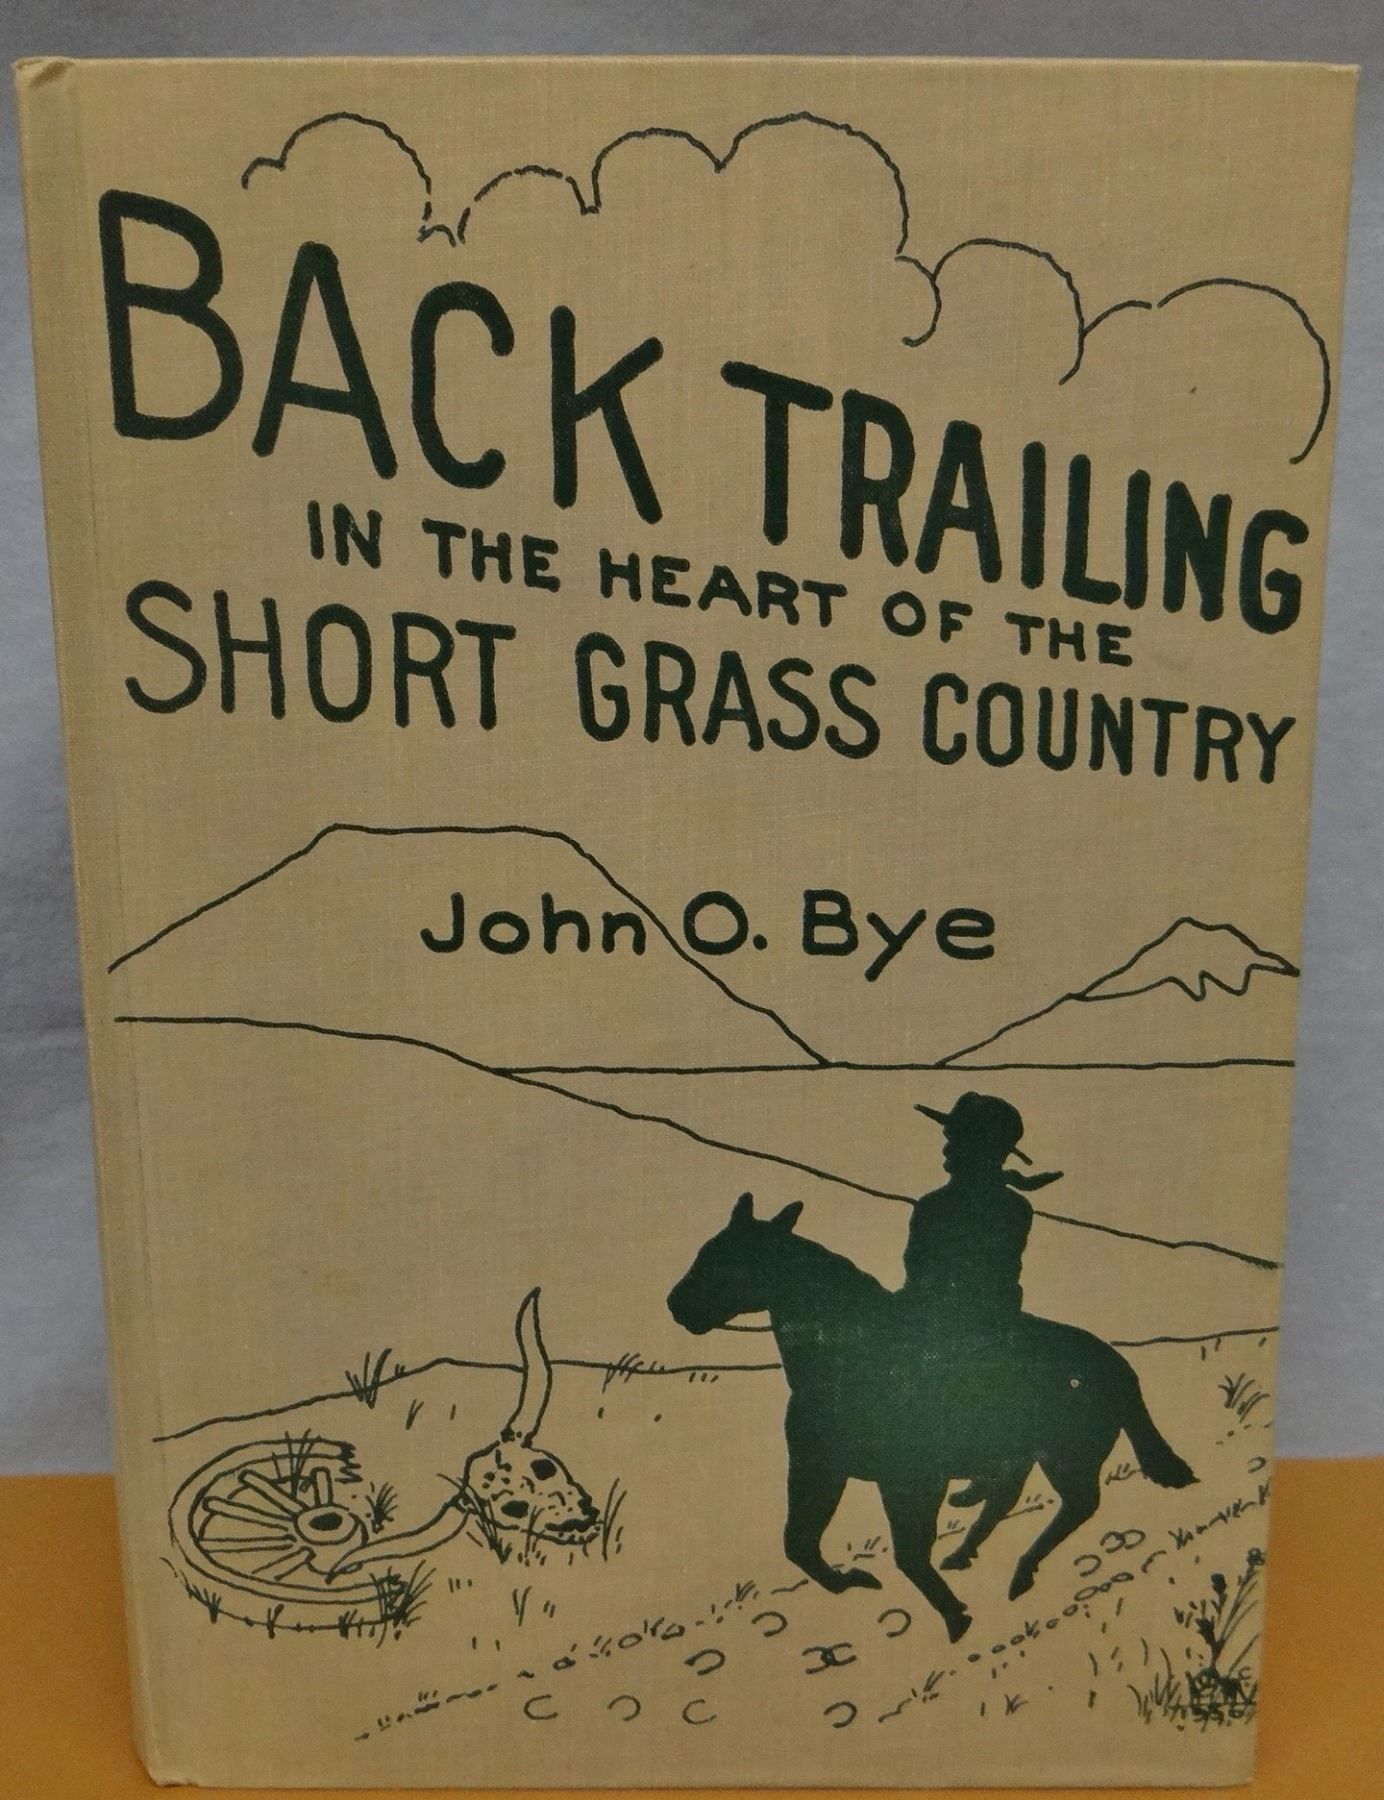 BACK TRAILING
IN THE HEART OF THE
SHORT GRASS COUNTRY
John O. Bye